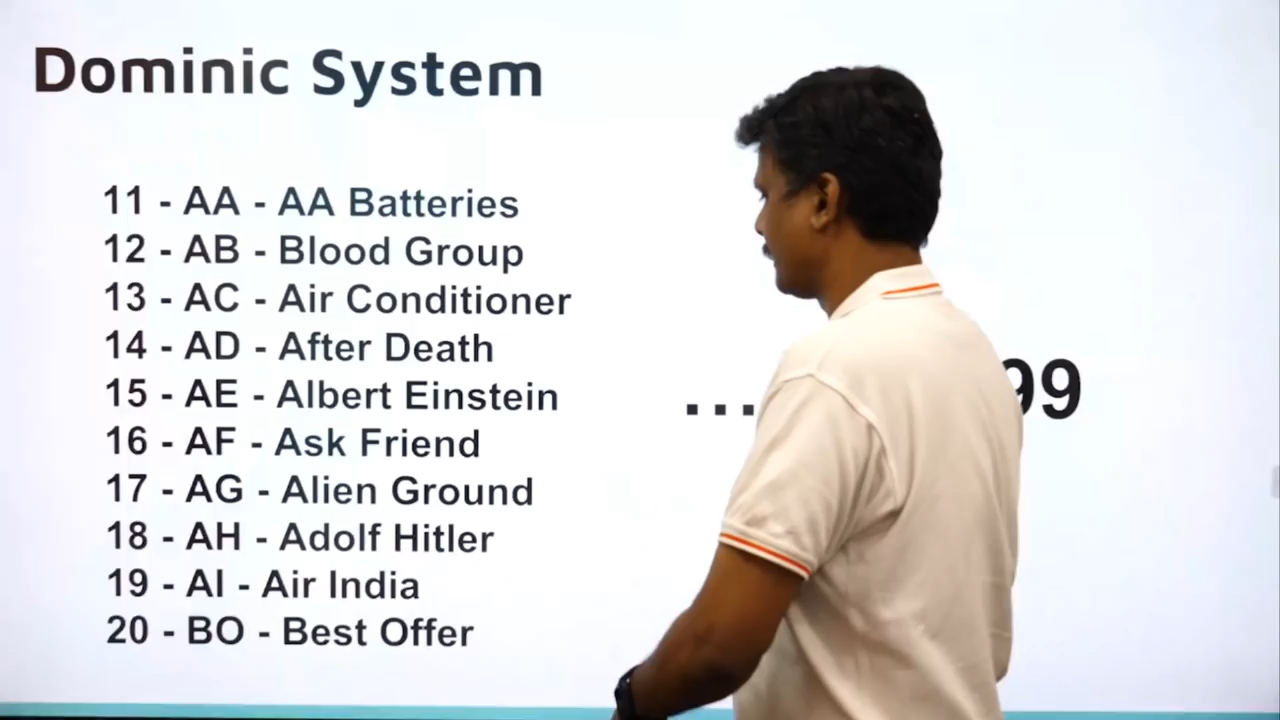 Dominic System
11 - AA - AA Batteries
12 - AB - Blood Group
13 - AC - Air Conditioner
14 - AD - After Death
15 - AE - Albert Einstein
16 - AF - Ask Friend
17 - AG - Alien Ground
18 - AH - Adolf Hitler
19 - AI - Air India
20 - BO - Best Offer
... 99